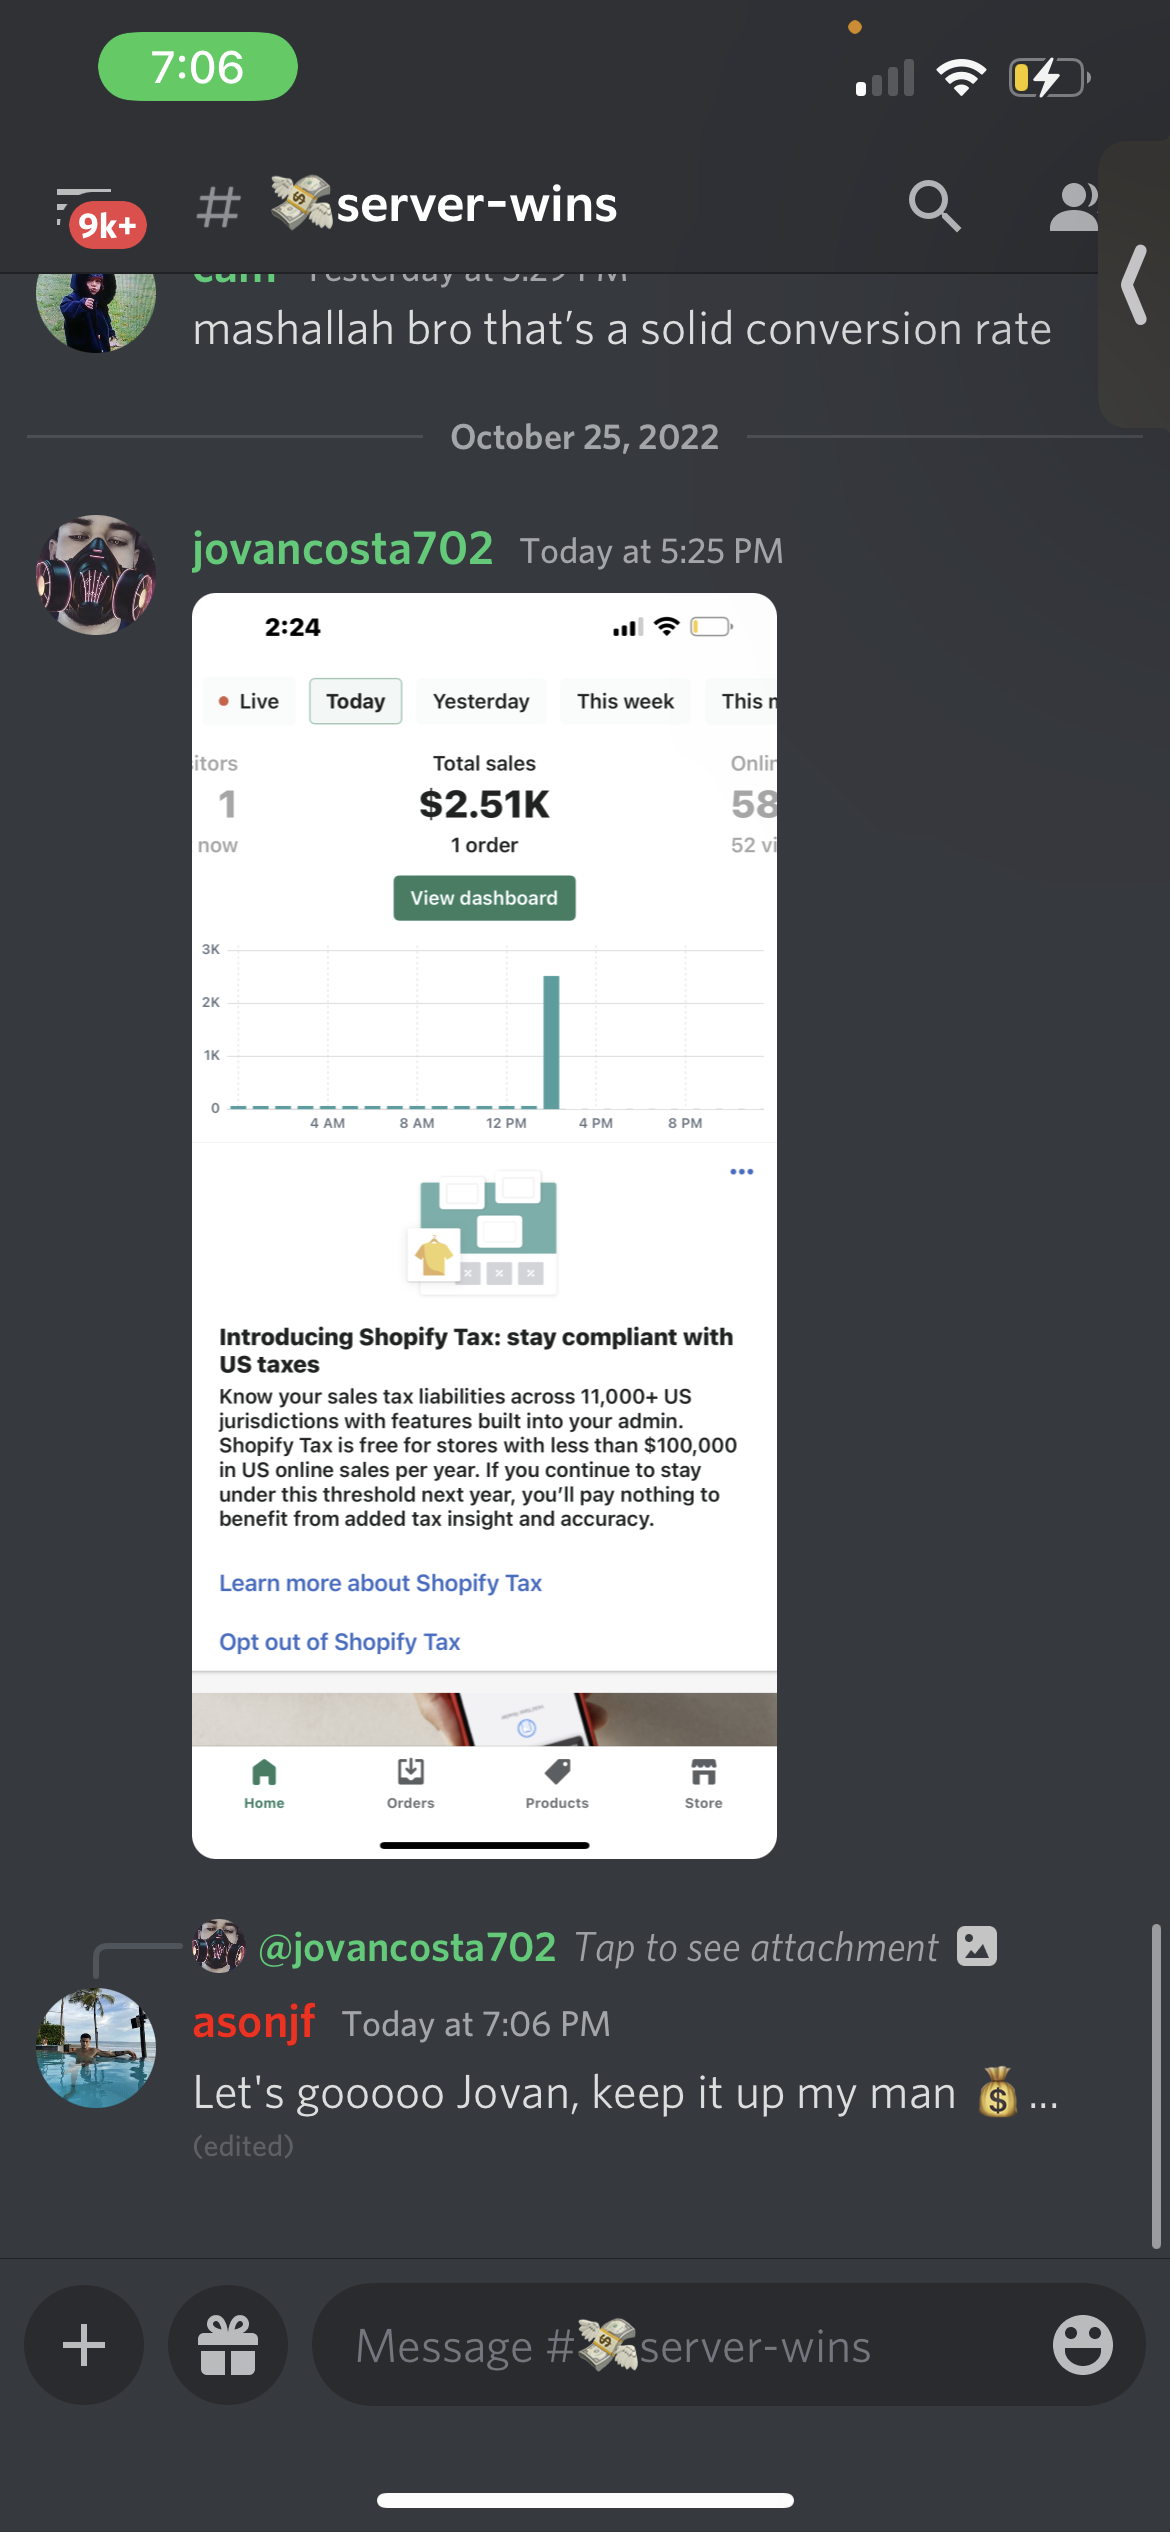 7:06
9k+
# 💸server-wins
cam Yesterday at 5:29 PM
mashallah bro that’s a solid conversion rate
October 25, 2022
jovancosta702 Today at 5:25 PM
2:24
Live Today Yesterday This week This m
itors Total sales Onlin
1 $2.51K 58
now 1 order 52 vi
View dashboard
3K
2K
1K
0
4 AM 8 AM 12 PM 4 PM 8 PM
Introducing Shopify Tax: stay compliant with
US taxes
Know your sales tax liabilities across 11,000+ US
jurisdictions with features built into your admin.
Shopify Tax is free for stores with less than $100,000
in US online sales per year. If you continue to stay
under this threshold next year, you’ll pay nothing to
benefit from added tax insight and accuracy.
Learn more about Shopify Tax
Opt out of Shopify Tax
Home Orders Products Store
@jovancosta702 Tap to see attachment
asonjf Today at 7:06 PM
Let's gooooo Jovan, keep it up my man 💰...
(edited)
Message #💸server-wins